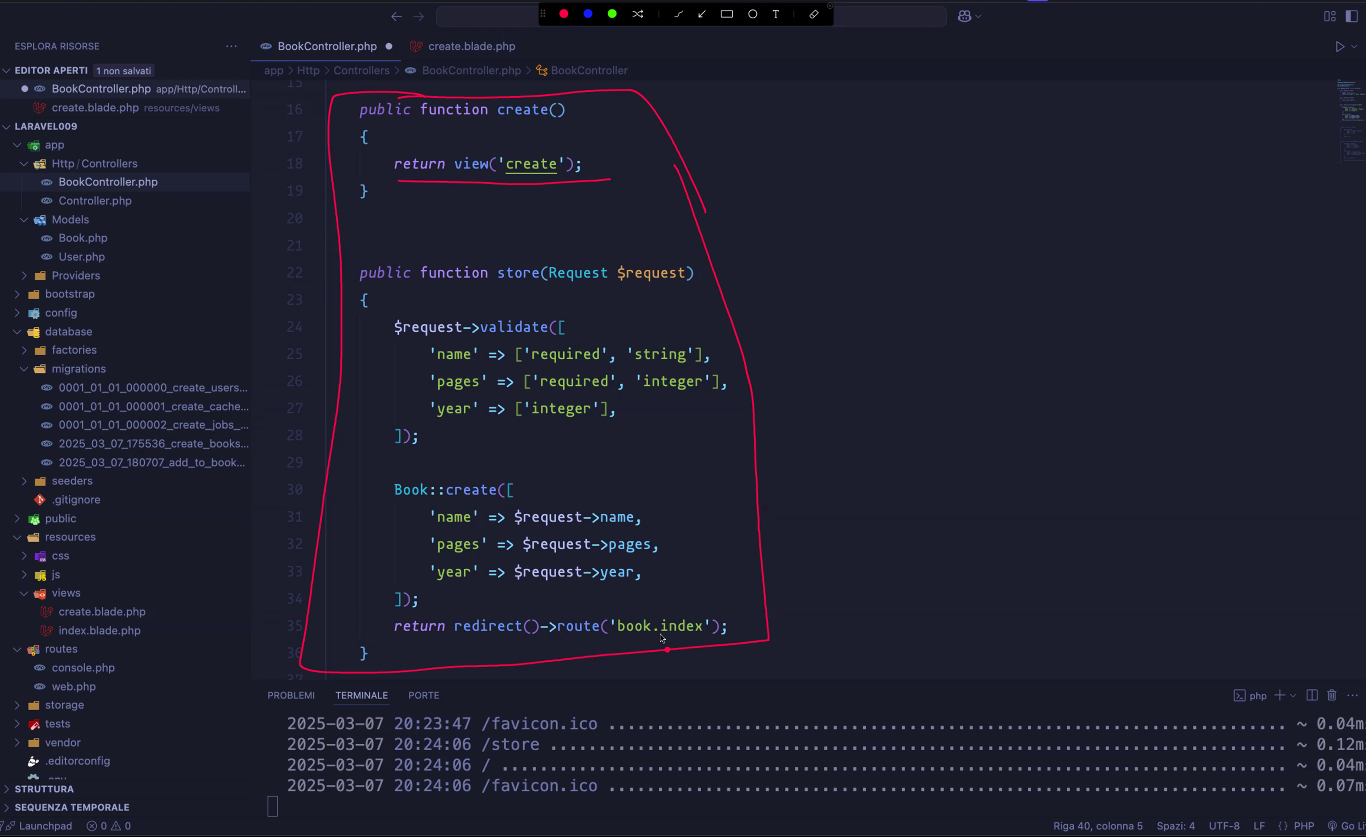 T
ESPLORA RISORSE ···
EDITOR APERTI 1 non salvati
BookController.php app/Http/Controll...
create.blade.php resources/views
LARAVEL009
app
Http / Controllers
BookController.php
Controller.php
Models
Book.php
User.php
Providers
bootstrap
config
database
factories
migrations
0001_01_01_000000_create_users...
0001_01_01_000001_create_cache...
0001_01_01_000002_create_jobs_...
2025_03_07_175536_create_books...
2025_03_07_180707_add_to_book...
seeders
.gitignore
public
resources
css
js
views
create.blade.php
index.blade.php
routes
console.php
web.php
storage
tests
vendor
.editorconfig
STRUTTURA
SEQUENZA TEMPORALE
BookController.php
create.blade.php
app > Http > Controllers > BookController.php > BookController
15
16 public function create()
17 {
18 return view('create');
19 }
20
21
22 public function store(Request $request)
23 {
24 $request->validate([
25 'name' => ['required', 'string'],
26 'pages' => ['required', 'integer'],
27 'year' => ['integer'],
28 ]);
29
30 Book::create([
31 'name' => $request->name,
32 'pages' => $request->pages,
33 'year' => $request->year,
34 ]);
35 return redirect()->route('book.index');
36 }
PROBLEMI TERMINALE PORTE
php
2025-03-07 20:23:47 /favicon.ico ~ 0.04m
2025-03-07 20:24:06 /store ~ 0.12m
2025-03-07 20:24:06 / ~ 0.04m
2025-03-07 20:24:06 /favicon.ico ~ 0.07m
Launchpad 0 0
Riga 40, colonna 5 Spazi: 4 UTF-8 LF {} PHP Go Li